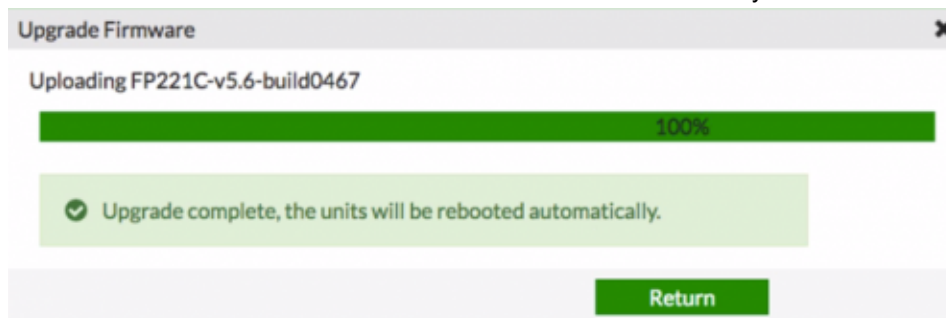 Upgrade Firmware
Uploading FP221C-v5.6-build0467
100%
Upgrade complete, the units will be rebooted automatically.
Return